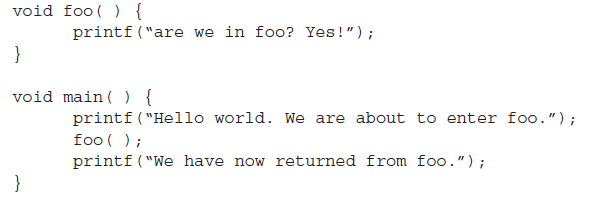 void foo( ) {
printf(“are we in foo? Yes!”);
}
void main( ) {
printf(“Hello world. We are about to enter foo.”);
foo( );
printf(“We have now returned from foo.”);
}